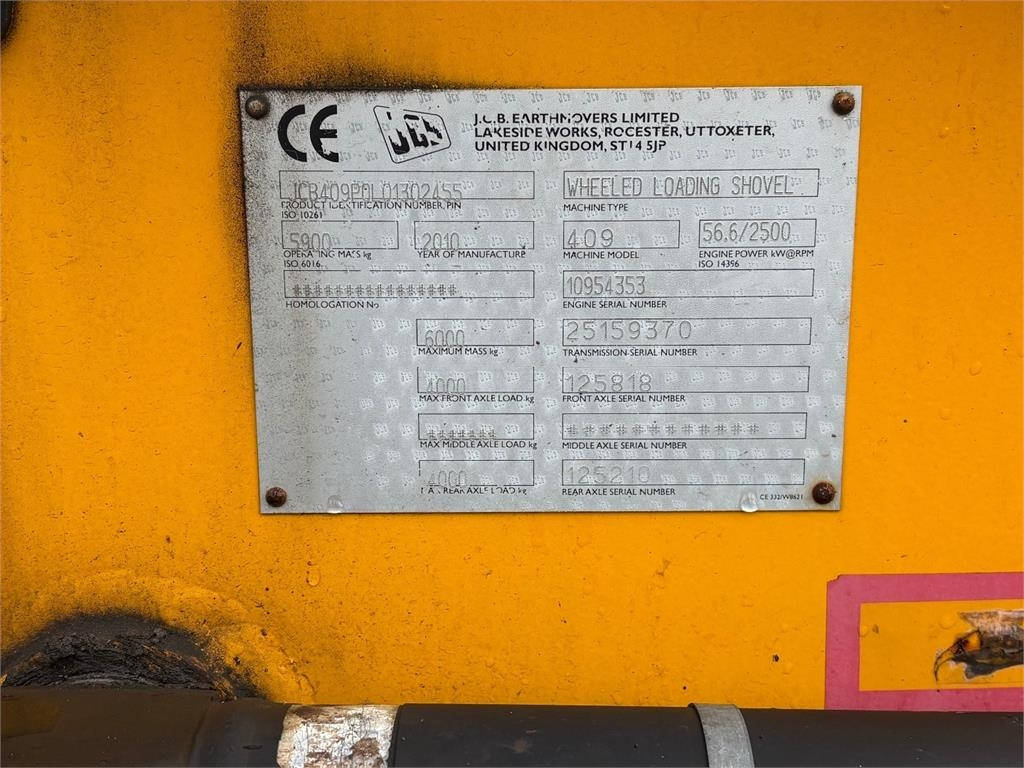 CE JCB J.C.B. EARTHMOVERS LIMITED
LAKESIDE WORKS, ROCESTER, UTTOXETER,
UNITED KINGDOM, ST14 5JP
WHEELED LOADING SHOVEL
PRODUCT IDENTIFICATION NUMBER, PIN MACHINE TYPE
ISO 10261
5900 2010 409 56.6/2500
OPERATING MASS kg YEAR OF MANUFACTURE MACHINE MODEL ENGINE POWER kW@RPM
ISO 6016 ISO 14396
############### 10954353
HOMOLOGATION No ENGINE SERIAL NUMBER
6000 25159370
MAXIMUM MASS kg TRANSMISSION SERIAL NUMBER
4000 125818
MAX FRONT AXLE LOAD kg FRONT AXLE SERIAL NUMBER
####### ############
MAX MIDDLE AXLE LOAD kg MIDDLE AXLE SERIAL NUMBER
4000 125210
MAX REAR AXLE LOAD kg REAR AXLE SERIAL NUMBER
CE 332/W8621